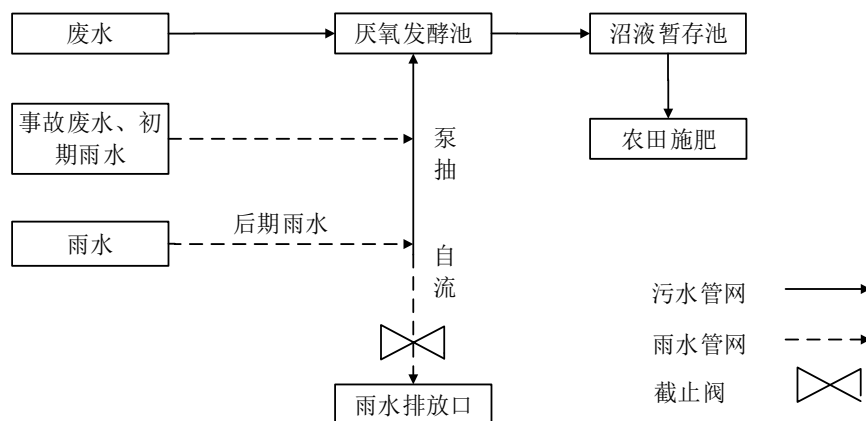 废水
厌氧发酵池
沼液暂存池
事故废水、初
期雨水
泵
抽
农田施肥
雨水
后期雨水
自
流
污水管网
雨水管网
截止阀
雨水排放口